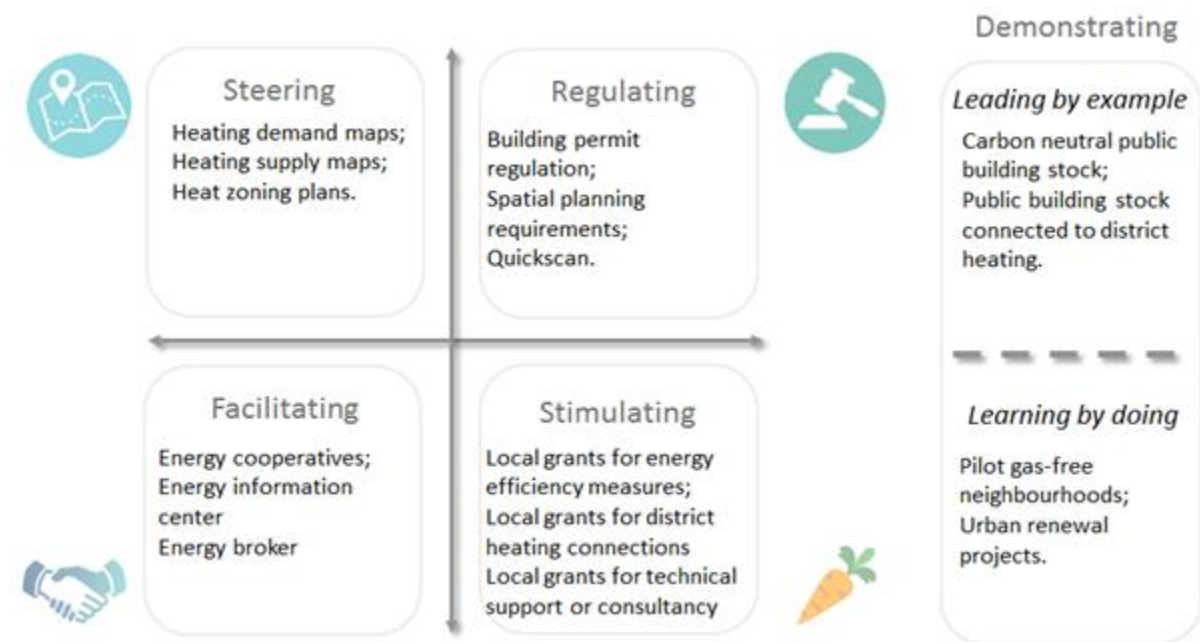 Steering
Heating demand maps;
Heating supply maps;
Heat zoning plans.
Regulating
Building permit
regulation;
Spatial planning
requirements;
Quickscan.
Facilitating
Energy cooperatives;
Energy information
center
Energy broker
Stimulating
Local grants for energy
efficiency measures;
Local grants for district
heating connections
Local grants for technical
support or consultancy
Demonstrating
Leading by example
Carbon neutral public
building stock;
Public building stock
connected to district
heating.
Learning by doing
Pilot gas-free
neighbourhoods;
Urban renewal
projects.